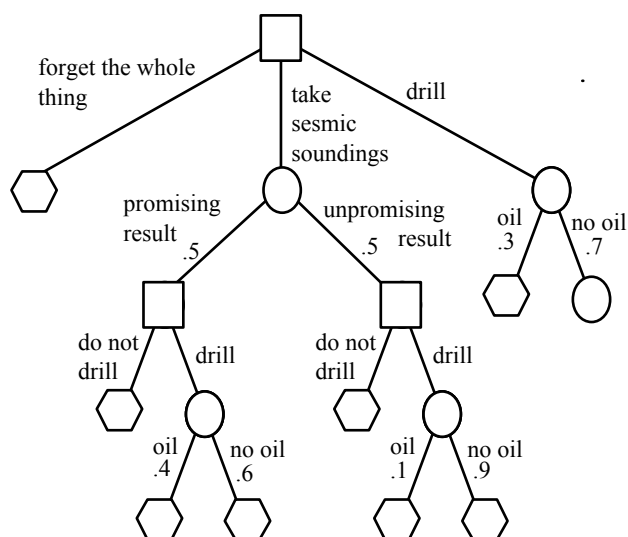 forget the whole
thing
take
sesmic
soundings
drill
promising
result
.5
unpromising
result
.5
oil
.3
no oil
.7
do not
drill
drill
do not
drill
drill
oil
.4
no oil
.6
oil
.1
no oil
.9